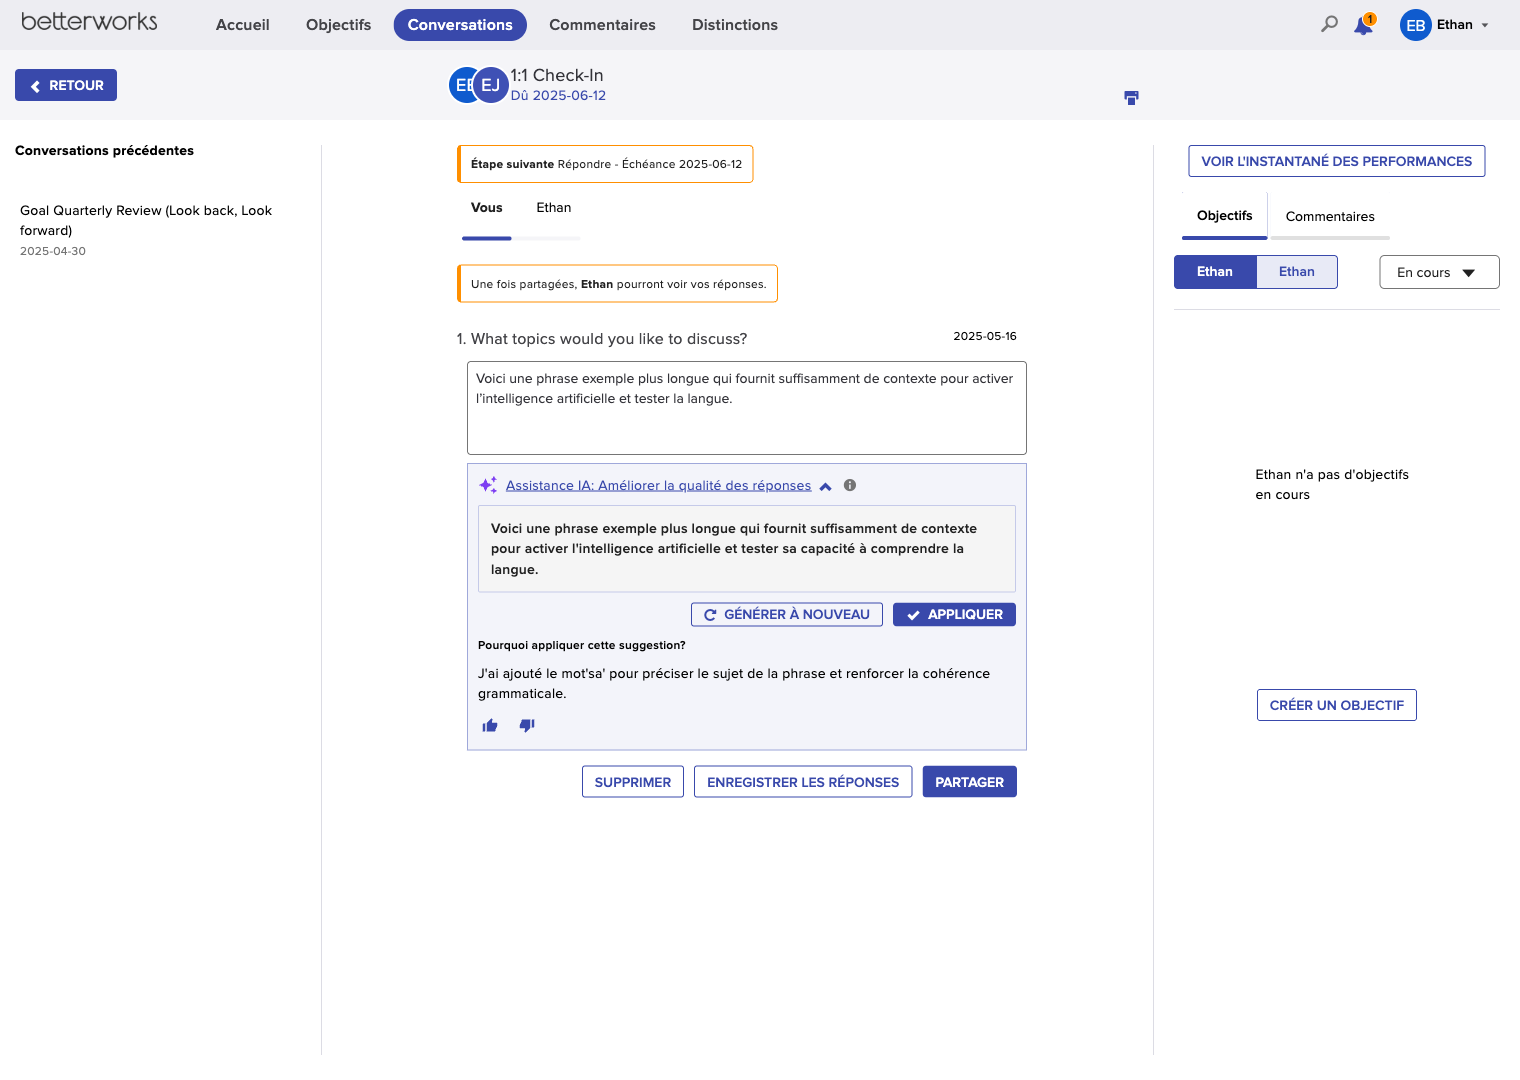 betterworks
Accueil
Objectifs
Conversations
Commentaires
Distinctions
1
EB
Ethan
RETOUR
EJ
1:1 Check-In
Dû 2025-06-12
Conversations précédentes
Goal Quarterly Review (Look back, Look
forward)
2025-04-30
Étape suivante Répondre - Échéance 2025-06-12
Vous
Ethan
Une fois partagées, Ethan pourront voir vos réponses.
1. What topics would you like to discuss?
2025-05-16
Voici une phrase exemple plus longue qui fournit suffisamment de contexte pour activer
l'intelligence artificielle et tester la langue.
Assistance IA: Améliorer la qualité des réponses
Voici une phrase exemple plus longue qui fournit suffisamment de contexte
pour activer l'intelligence artificielle et tester sa capacité à comprendre la
langue.
GÉNÉRER À NOUVEAU
APPLIQUER
Pourquoi appliquer cette suggestion?
J'ai ajouté le mot'sa' pour préciser le sujet de la phrase et renforcer la cohérence
grammaticale.
SUPPRIMER
ENREGISTRER LES RÉPONSES
PARTAGER
VOIR L'INSTANTANÉ DES PERFORMANCES
Objectifs
Commentaires
Ethan
Ethan
En cours
Ethan n'a pas d'objectifs
en cours
CRÉER UN OBJECTIF